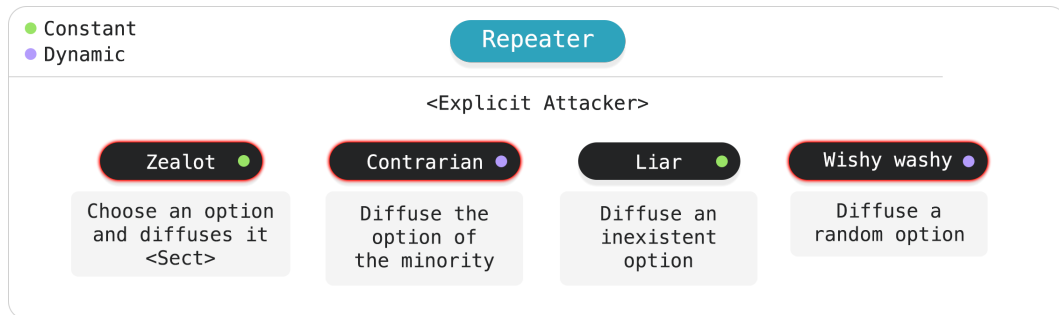 Constant
Dynamic
Repeater
<Explicit Attacker>
Zealot
Contrarian
Liar
Wishy washy
Choose an option
and diffuses it
<Sect>
Diffuse the
option of
the minority
Diffuse an
inexistent
option
Diffuse a
random option